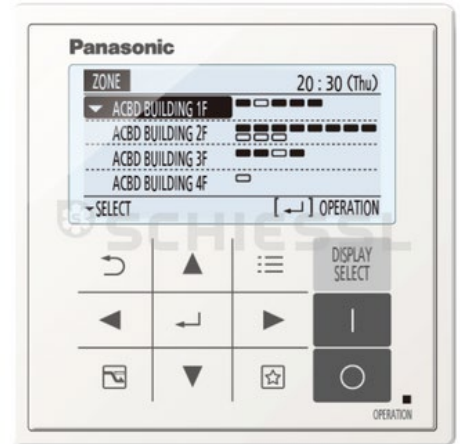 Panasonic
ZONE 20 : 30 (Thu)
ACBD BUILDING 1F
ACBD BUILDING 2F
ACBD BUILDING 3F
ACBD BUILDING 4F
SELECT [ ↵ ] OPERATION
SCHIESSL
DISPLAY
SELECT
OPERATION